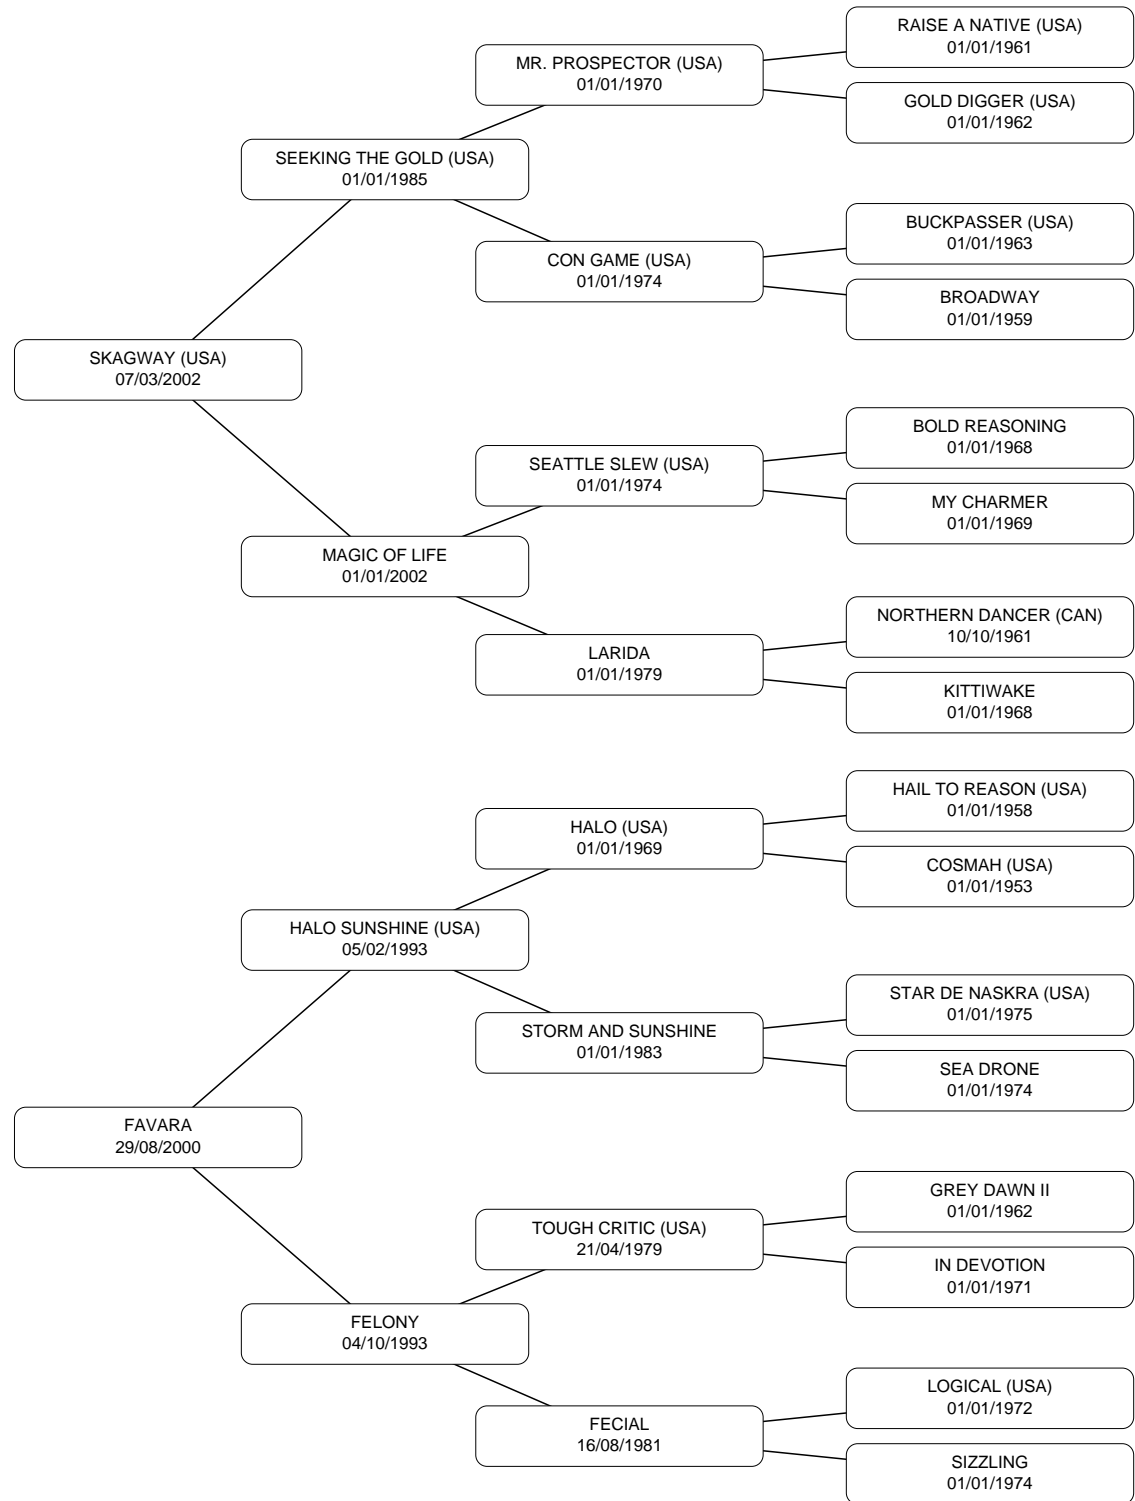 RAISE A NATIVE (USA)
01/01/1961
MR. PROSPECTOR (USA)
01/01/1970
GOLD DIGGER (USA)
01/01/1962
SEEKING THE GOLD (USA)
01/01/1985
BUCKPASSER (USA)
01/01/1963
CON GAME (USA)
01/01/1974
BROADWAY
01/01/1959
SKAGWAY (USA)
07/03/2002
BOLD REASONING
01/01/1968
SEATTLE SLEW (USA)
01/01/1974
MY CHARMER
01/01/1969
MAGIC OF LIFE
01/01/2002
NORTHERN DANCER (CAN)
10/10/1961
LARIDA
01/01/1979
KITTIWAKE
01/01/1968
HAIL TO REASON (USA)
01/01/1958
HALO (USA)
01/01/1969
COSMAH (USA)
01/01/1953
HALO SUNSHINE (USA)
05/02/1993
STAR DE NASKRA (USA)
01/01/1975
STORM AND SUNSHINE
01/01/1983
SEA DRONE
01/01/1974
FAVARA
29/08/2000
GREY DAWN II
01/01/1962
TOUGH CRITIC (USA)
21/04/1979
IN DEVOTION
01/01/1971
FELONY
04/10/1993
LOGICAL (USA)
01/01/1972
FECIAL
16/08/1981
SIZZLING
01/01/1974